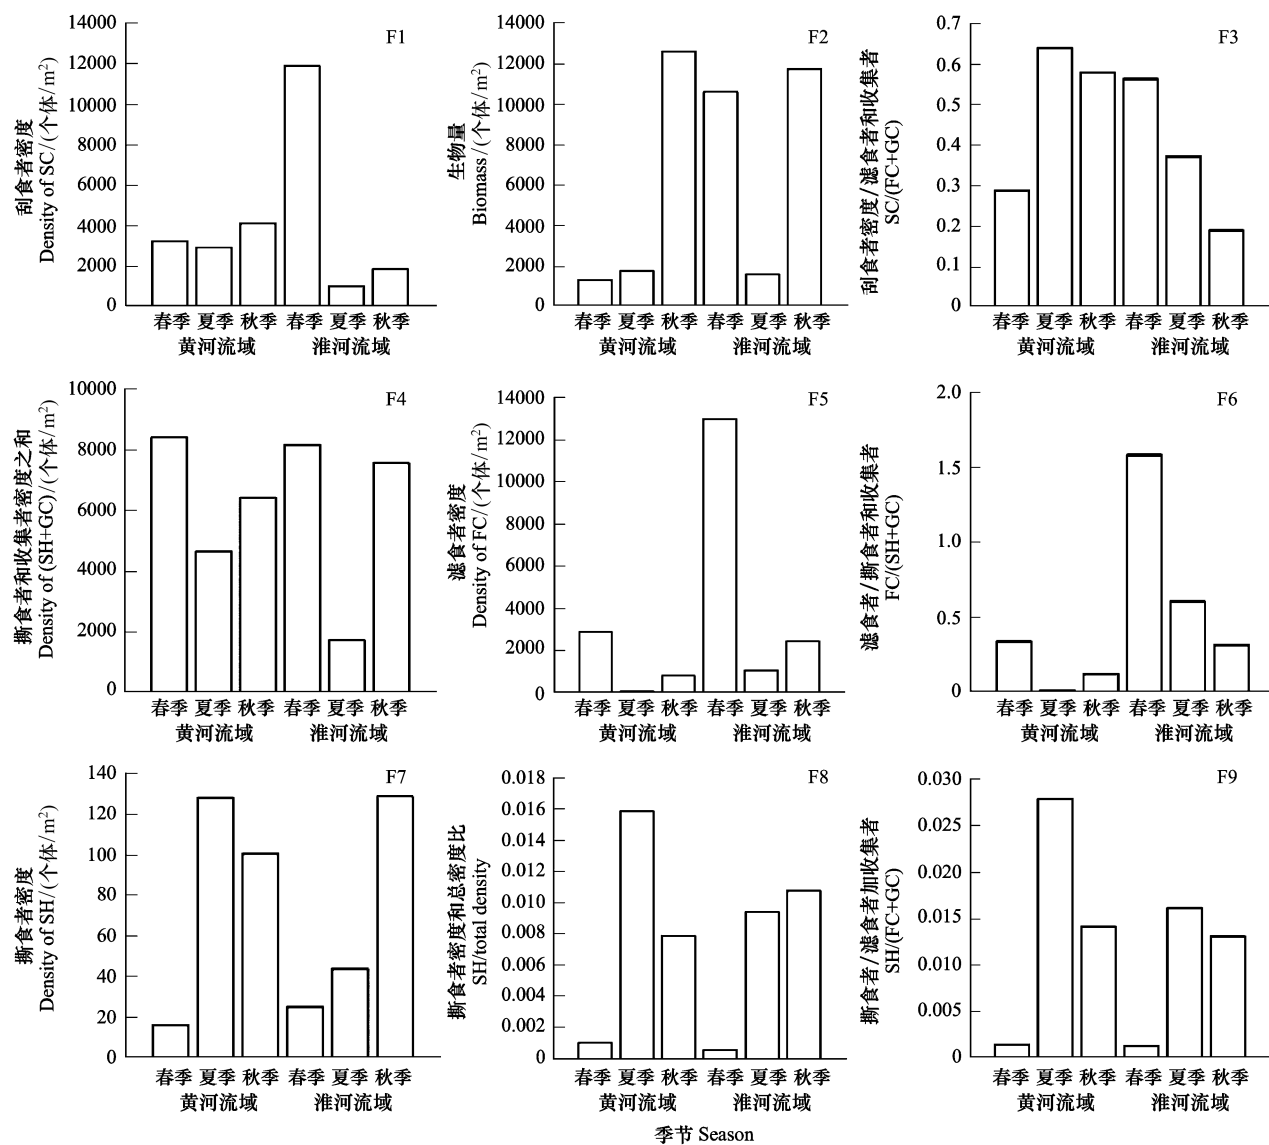 F1
刮食者密度
Density of SC/(个体/m²)
14000
12000
10000
8000
6000
4000
2000
0
春季 夏季 秋季 春季 夏季 秋季
黄河流域 淮河流域
F2
生物量
Biomass/(个体/m²)
14000
12000
10000
8000
6000
4000
2000
0
春季 夏季 秋季 春季 夏季 秋季
黄河流域 淮河流域
F3
刮食者密度/滤食者和收集者
SC/(FC+GC)
0.7
0.6
0.5
0.4
0.3
0.2
0.1
0
春季 夏季 秋季 春季 夏季 秋季
黄河流域 淮河流域
F4
撕食者和收集者密度之和
Density of (SH+GC)/(个体/m²)
10000
8000
6000
4000
2000
0
春季 夏季 秋季 春季 夏季 秋季
黄河流域 淮河流域
F5
滤食者密度
Density of FC/(个体/m²)
14000
12000
10000
8000
6000
4000
2000
0
春季 夏季 秋季 春季 夏季 秋季
黄河流域 淮河流域
F6
滤食者/撕食者和收集者
FC/(SH+GC)
2.0
1.5
1.0
0.5
0
春季 夏季 秋季 春季 夏季 秋季
黄河流域 淮河流域
F7
撕食者密度
Density of SH/(个体/m²)
140
120
100
80
60
40
20
0
春季 夏季 秋季 春季 夏季 秋季
黄河流域 淮河流域
F8
撕食者密度和总密度比
SH/total density
0.018
0.016
0.014
0.012
0.010
0.008
0.006
0.004
0.002
0
春季 夏季 秋季 春季 夏季 秋季
黄河流域 淮河流域
F9
撕食者/滤食者加收集者
SH/(FC+GC)
0.030
0.025
0.020
0.015
0.010
0.005
0
春季 夏季 秋季 春季 夏季 秋季
黄河流域 淮河流域
季节 Season